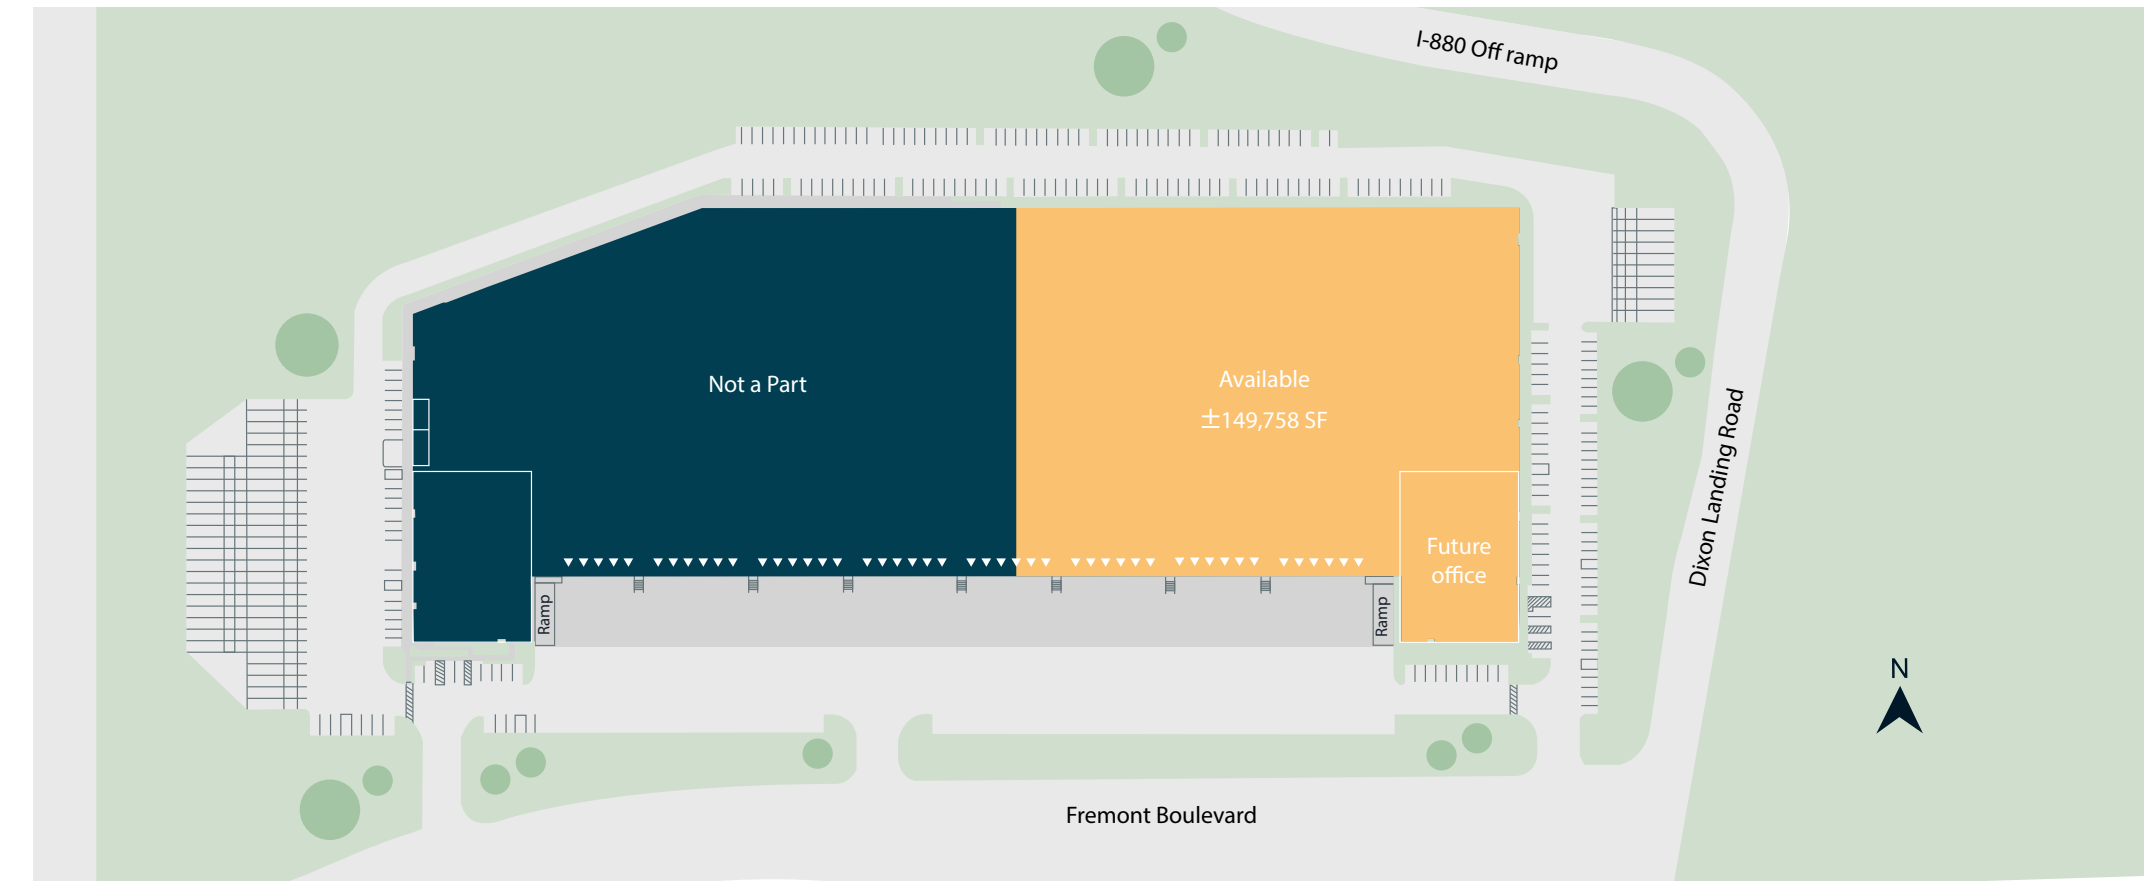 I-880 Off ramp
Not a Part
Available
±149,758 SF
Dixon Landing Road
Future
office
Ramp
Ramp
N
Fremont Boulevard